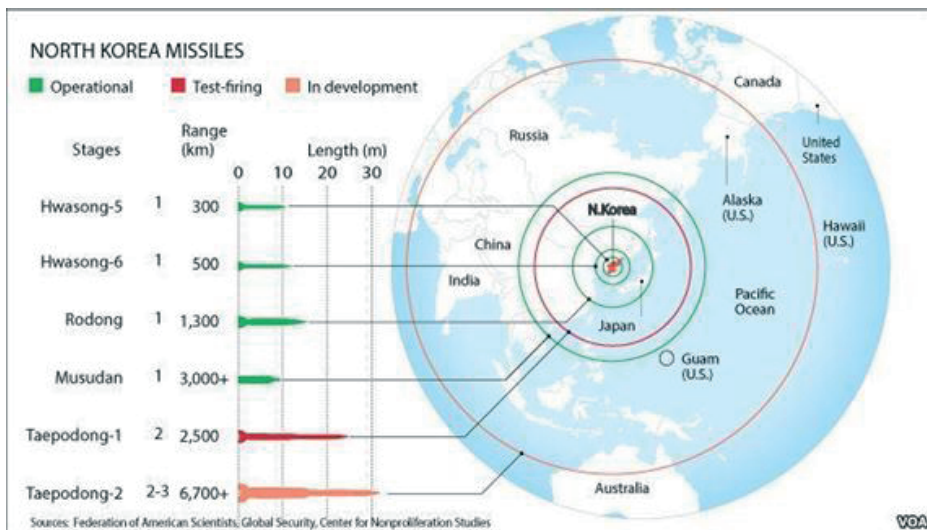 NORTH KOREA MISSILES
Operational
Test-firing
In development
Stages
Range
(km)
Length (m)
0
10
20
30
Hwasong-5 1 300
Hwasong-6 1 500
Rodong 1 1,300
Musudan 1 3,000+
Taepodong-1 2 2,500
Taepodong-2 2-3 6,700+
Canada
Russia
United
States
Alaska
(U.S.)
N.Korea
Hawaii
(U.S.)
China
India
Pacific
Ocean
Japan
Guam
(U.S.)
Australia
Sources: Federation of American Scientists, Global Security, Center for Nonproliferation Studies
VOA